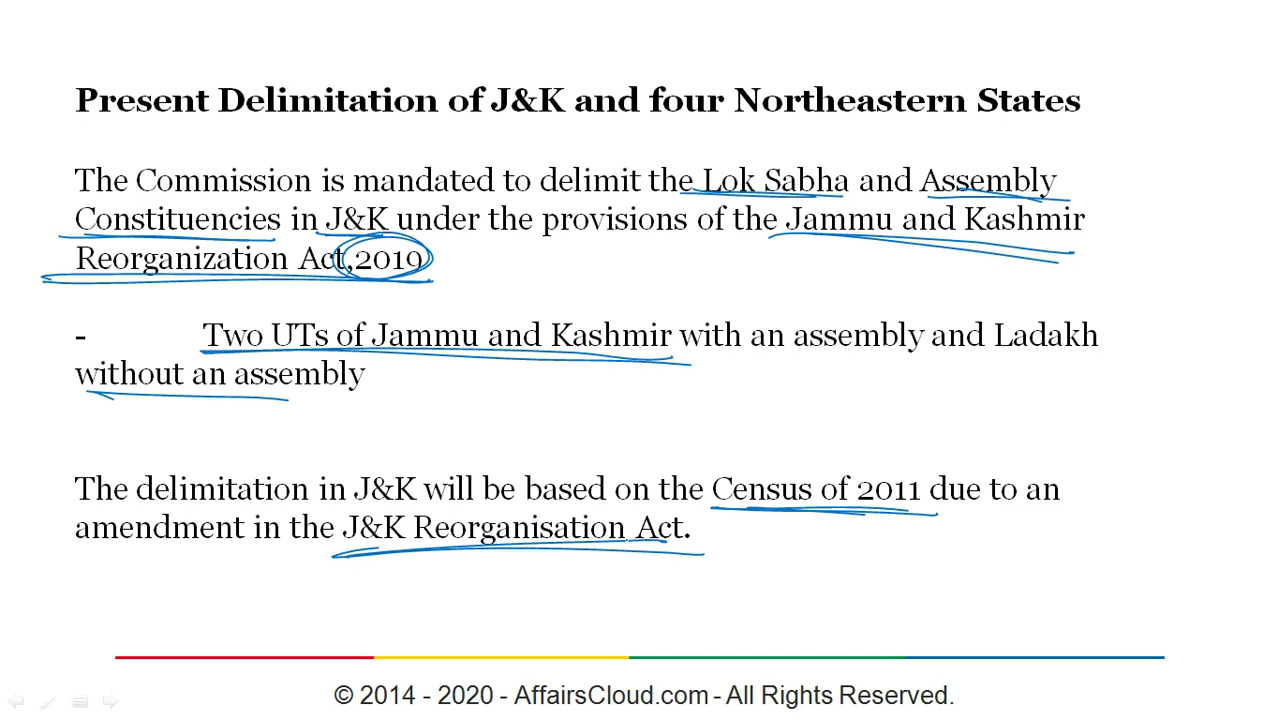 Present Delimitation of J&K and four Northeastern States
The Commission is mandated to delimit the Lok Sabha and Assembly
Constituencies in J&K under the provisions of the Jammu and Kashmir
Reorganization Act,2019
- Two UTs of Jammu and Kashmir with an assembly and Ladakh
without an assembly
The delimitation in J&K will be based on the Census of 2011 due to an
amendment in the J&K Reorganisation Act.
© 2014 - 2020 - AffairsCloud.com - All Rights Reserved.